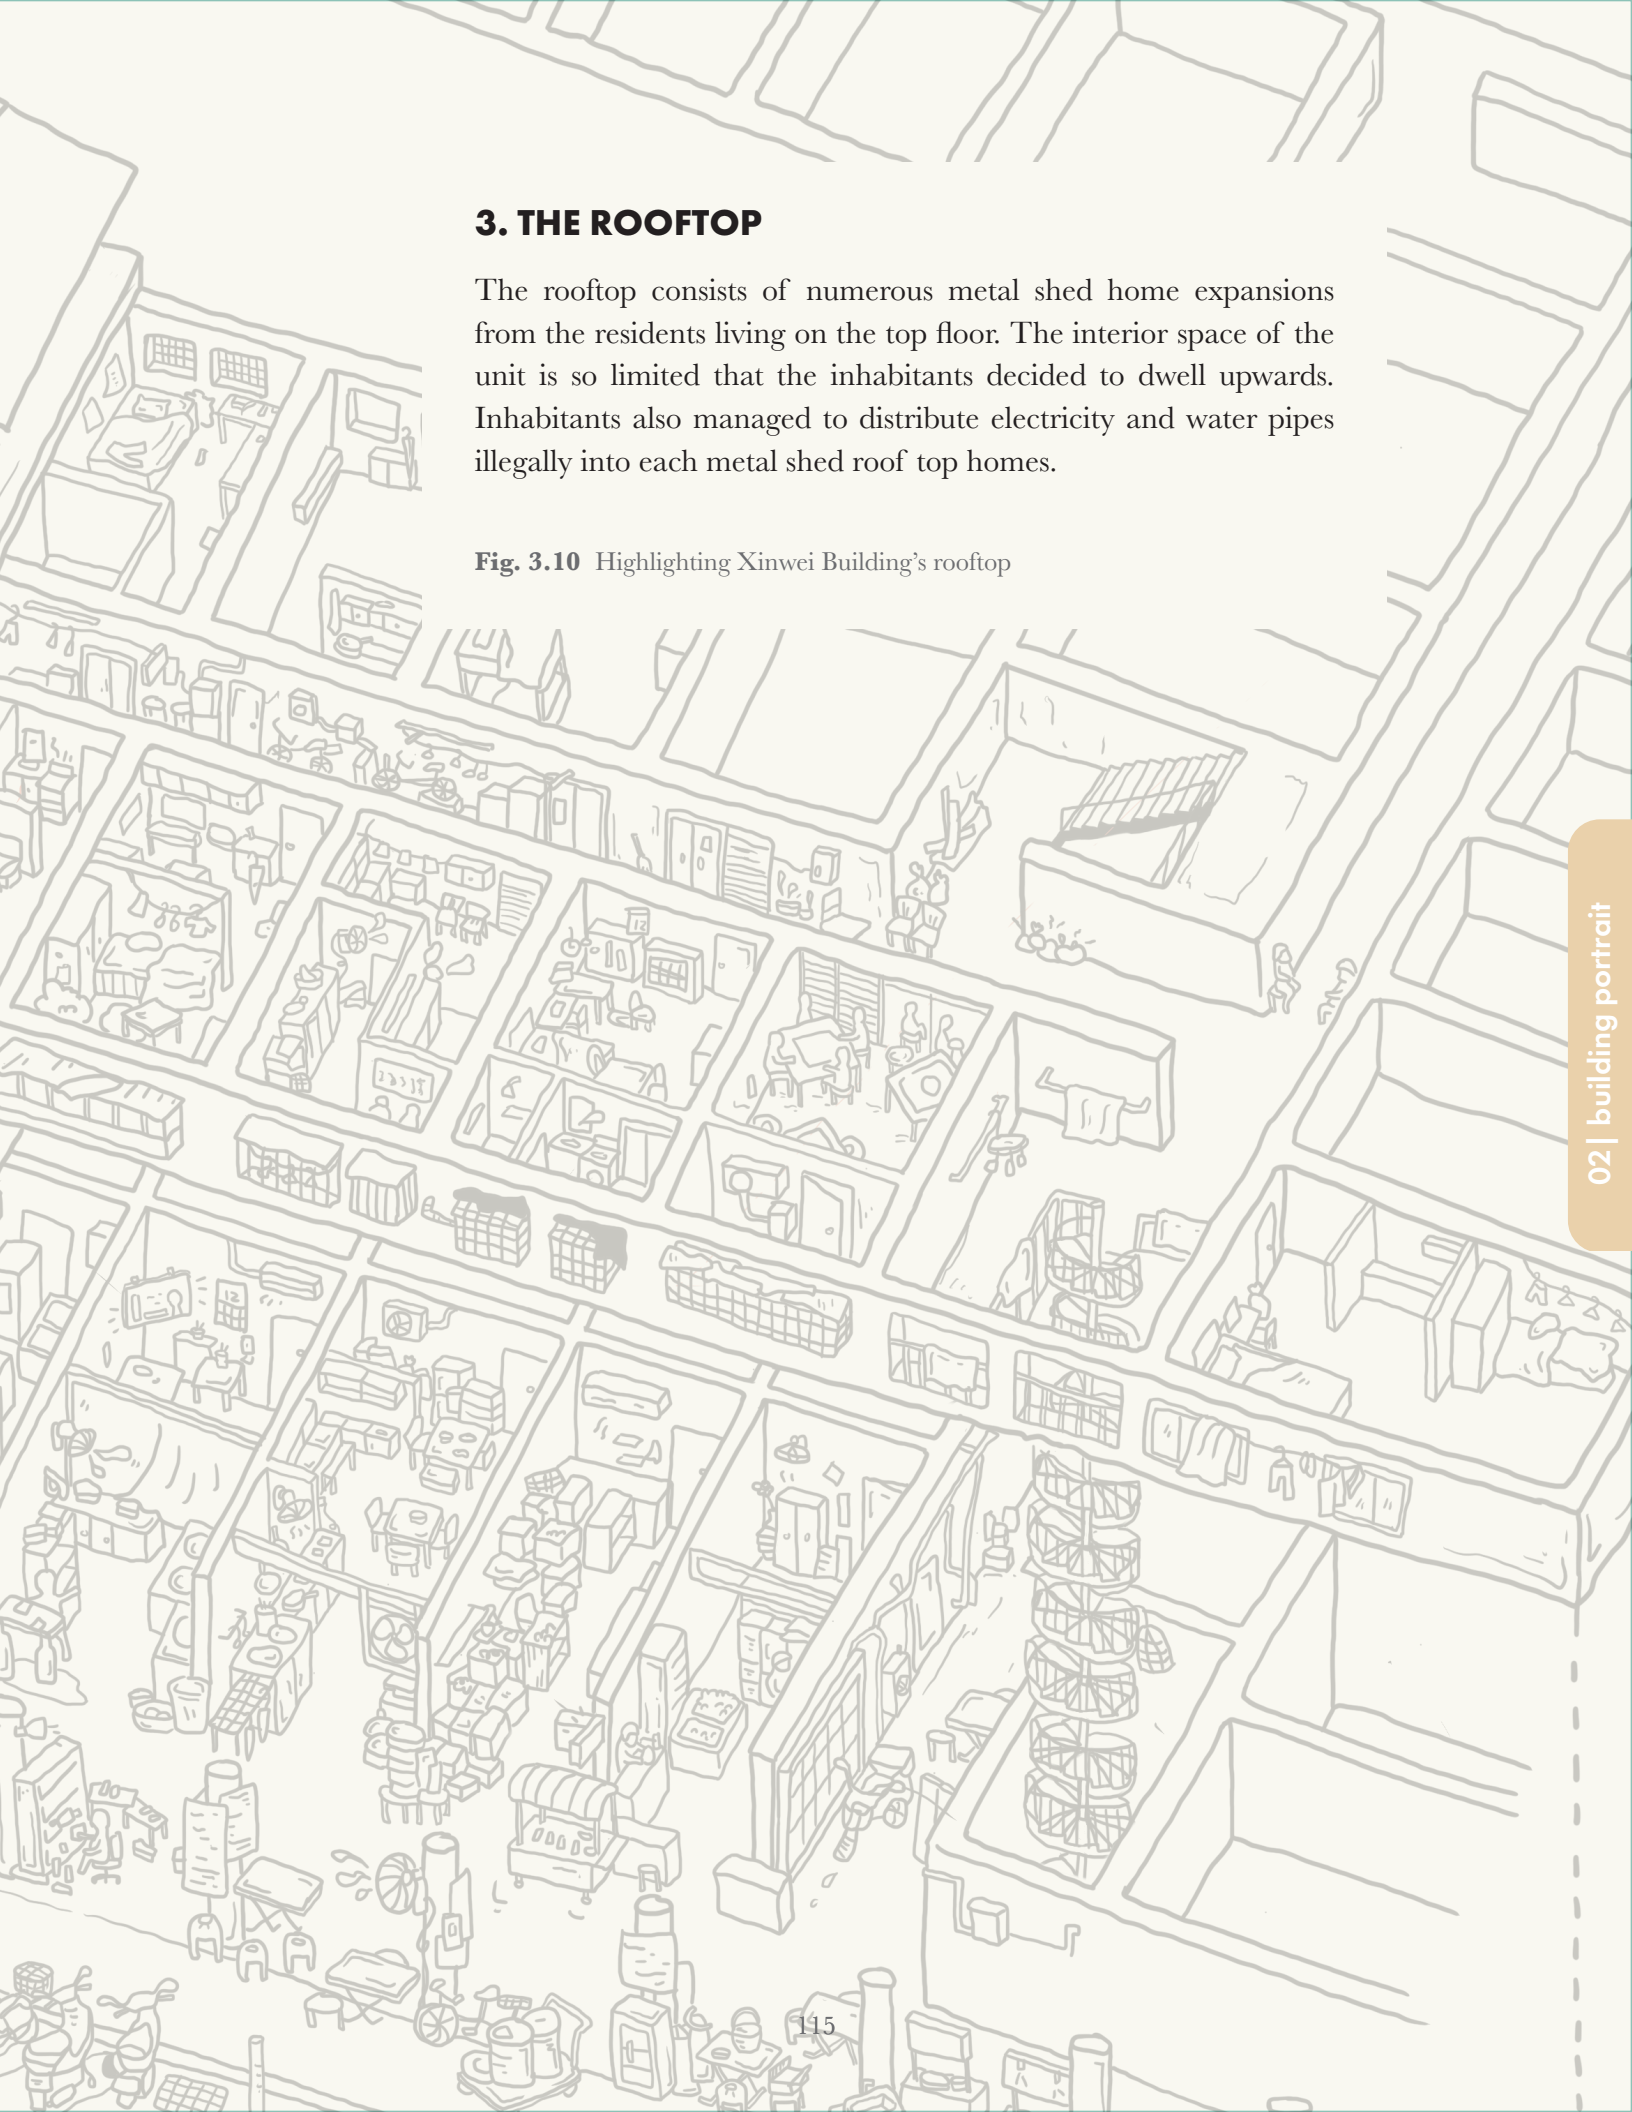 3. THE ROOFTOP
The rooftop consists of numerous metal shed home expansions
from the residents living on the top floor. The interior space of the
unit is so limited that the inhabitants decided to dwell upwards.
Inhabitants also managed to distribute electricity and water pipes
illegally into each metal shed roof top homes.
Fig. 3.10 Highlighting Xinwei Building’s rooftop
02| building portrait
12
12
115